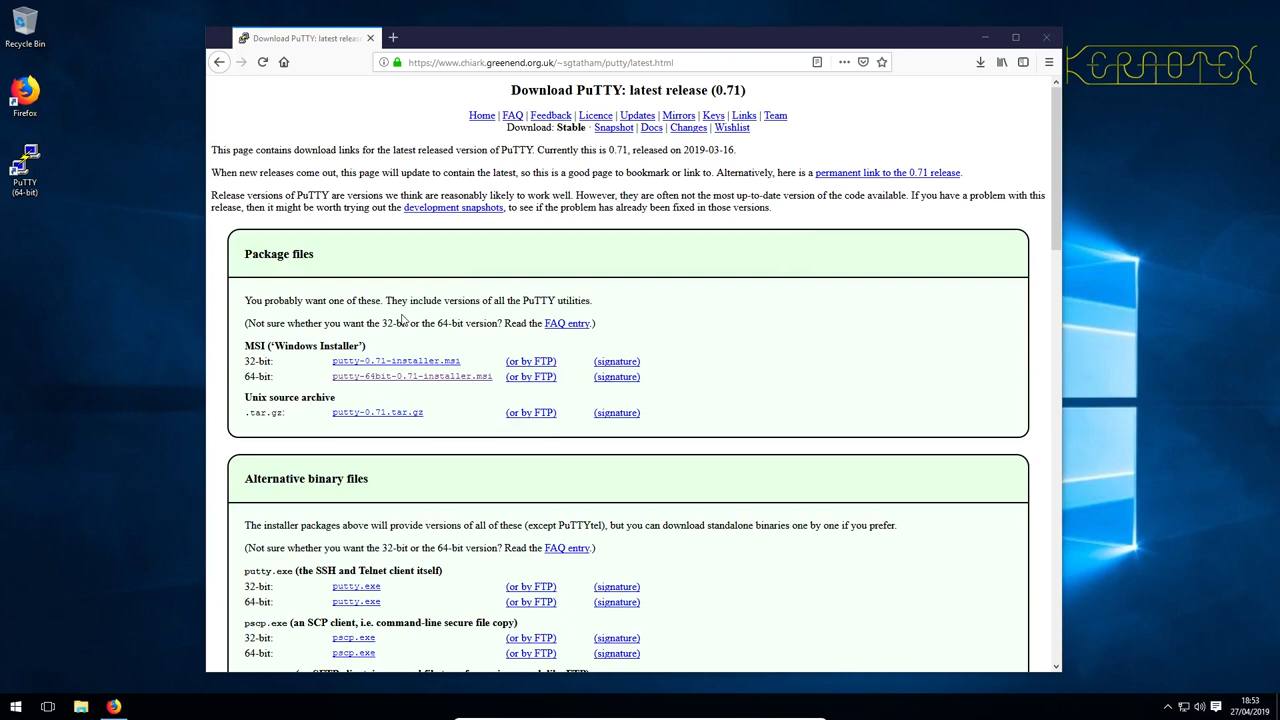 Recycle Bin
Firefox
PuTTY
(64-bit)
KERAOTEX
Download PuTTY: latest releas
https://www.chiark.greenend.org.uk/~sgtatham/putty/latest.html
Download PuTTY: latest release (0.71)
Home | FAQ | Feedback | Licence | Updates | Mirrors | Keys | Links | Team
Download: Stable · Snapshot | Docs | Changes | Wishlist
This page contains download links for the latest released version of PuTTY. Currently this is 0.71, released on 2019-03-16.
When new releases come out, this page will update to contain the latest, so this is a good page to bookmark or link to. Alternatively, here is a permanent link to the 0.71 release.
Release versions of PuTTY are versions we think are reasonably likely to work well. However, they are often not the most up-to-date version of the code available. If you have a problem with this
release, then it might be worth trying out the development snapshots, to see if the problem has already been fixed in those versions.
Package files
You probably want one of these. They include versions of all the PuTTY utilities.
(Not sure whether you want the 32-bit or the 64-bit version? Read the FAQ entry.)
MSI (‘Windows Installer’)
32-bit: putty-0.71-installer.msi (or by FTP) (signature)
64-bit: putty-64bit-0.71-installer.msi (or by FTP) (signature)
Unix source archive
.tar.gz: putty-0.71.tar.gz (or by FTP) (signature)
Alternative binary files
The installer packages above will provide versions of all of these (except PuTTYtel), but you can download standalone binaries one by one if you prefer.
(Not sure whether you want the 32-bit or the 64-bit version? Read the FAQ entry.)
putty.exe (the SSH and Telnet client itself)
32-bit: putty.exe (or by FTP) (signature)
64-bit: putty.exe (or by FTP) (signature)
pscp.exe (an SCP client, i.e. command-line secure file copy)
32-bit: pscp.exe (or by FTP) (signature)
64-bit: pscp.exe (or by FTP) (signature)
18:53
27/04/2019